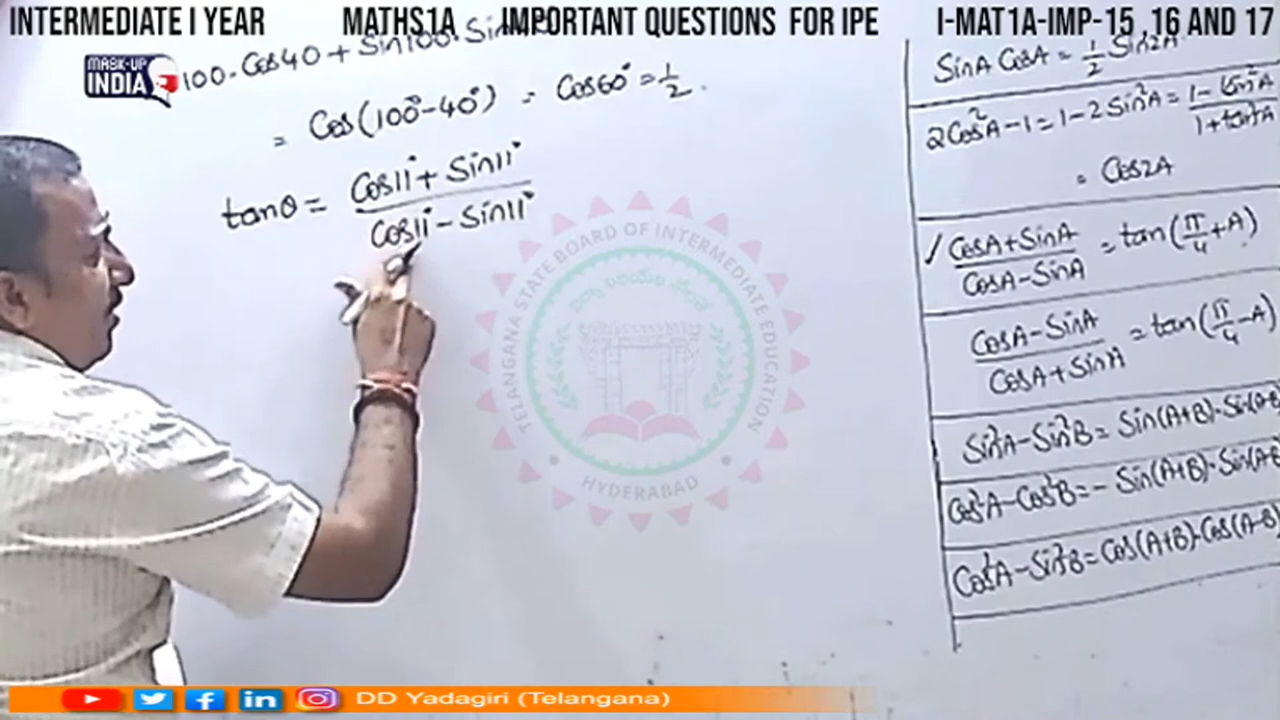 INTERMEDIATE I YEAR MATHS1A IMPORTANT QUESTIONS FOR IPE I-MAT1A-IMP-15 ,16 AND 17
MASK-UP
INDIA
100·Cos40+Sin100·Sin
= Cos(100°-40°) = Cos60°=1/2.
tanθ = (Cos11°+Sin11°)/(Cos11°-Sin11°)
SinA CosA = 1/2 Sin2A
2Cos²A-1=1-2Sin²A=(1-tan²A)/(1+tan²A)
= Cos2A
✓ (CosA+SinA)/(CosA-SinA) = tan(π/4+A)
(CosA-SinA)/(CosA+SinA) = tan(π/4-A)
Sin²A-Sin²B= Sin(A+B)·Sin(A-B
Cos²A-Cos²B=- Sin(A+B)·Sin(A-B
Cos²A-Sin²B=Cos(A+B)·Cos(A-B)
TELANGANA STATE BOARD OF INTERMEDIATE EDUCATION
HYDERABAD
DD Yadagiri (Telangana)